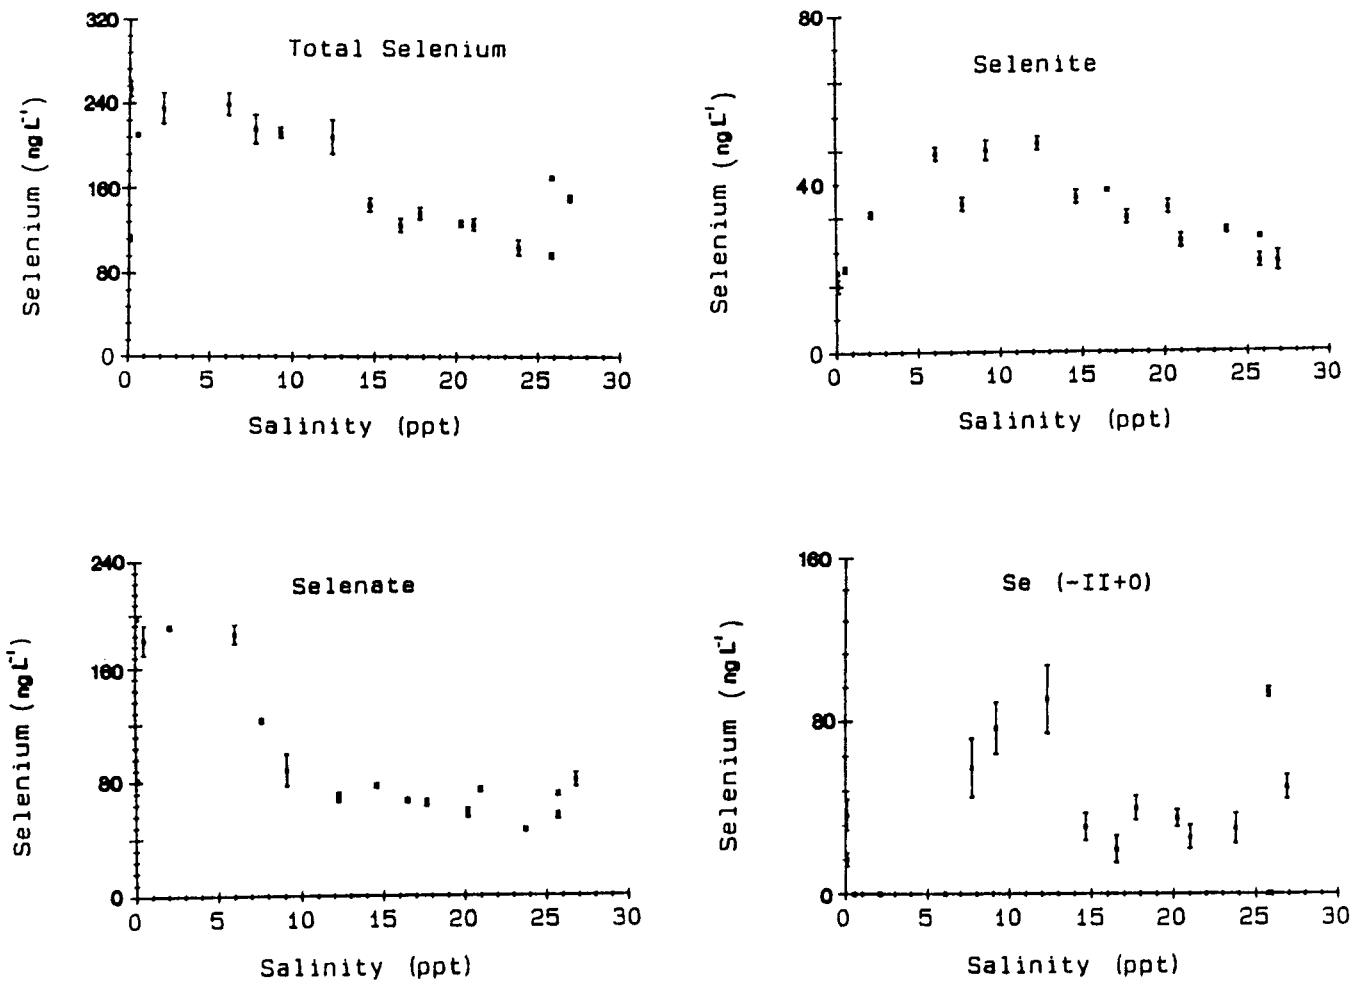 Total Selenium
320
240
160
80
0
0 5 10 15 20 25 30
Selenium (ng L⁻¹)
Salinity (ppt)
Selenite
80
40
0
0 5 10 15 20 25 30
Selenium (ng L⁻¹)
Salinity (ppt)
Selenate
240
160
80
0
0 5 10 15 20 25 30
Selenium (ng L⁻¹)
Salinity (ppt)
Se (-II+0)
160
80
0
0 5 10 15 20 25 30
Selenium (ng L⁻¹)
Salinity (ppt)